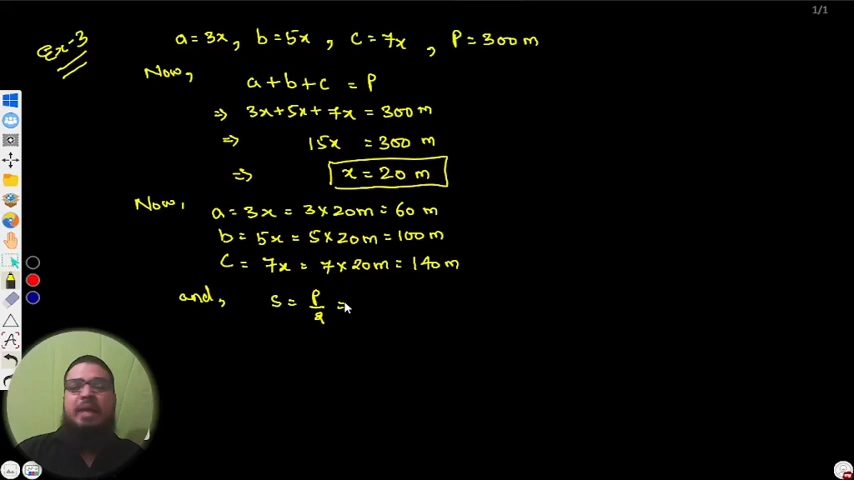 1/1
Ex-3 a = 3x, b = 5x, c = 7x, P = 300 m
Now,
a + b + c = P
⇒ 3x + 5x + 7x = 300 m
⇒ 15x = 300 m
⇒ x = 20 m
Now, a = 3x = 3 × 20m = 60 m
b = 5x = 5 × 20m = 100 m
c = 7x = 7 × 20m = 140 m
and, s = P/2 =